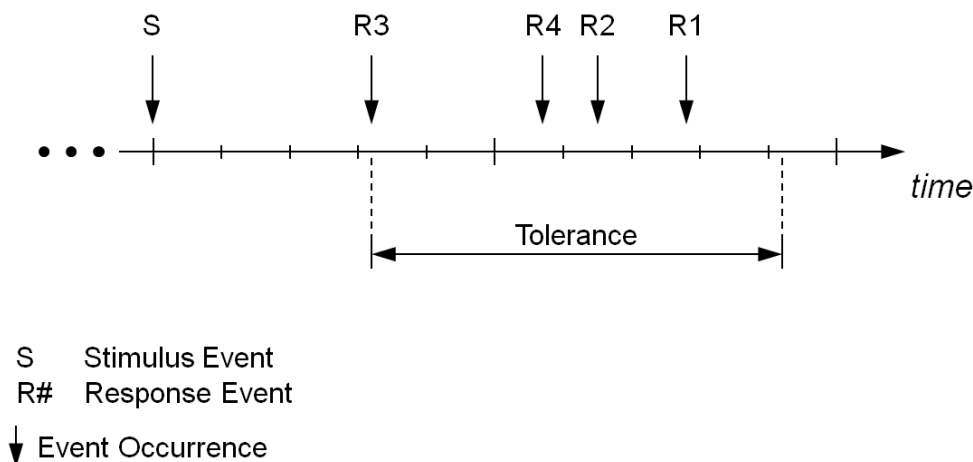 S R3 R4 R2 R1
time
Tolerance
S Stimulus Event
R# Response Event
Event Occurrence